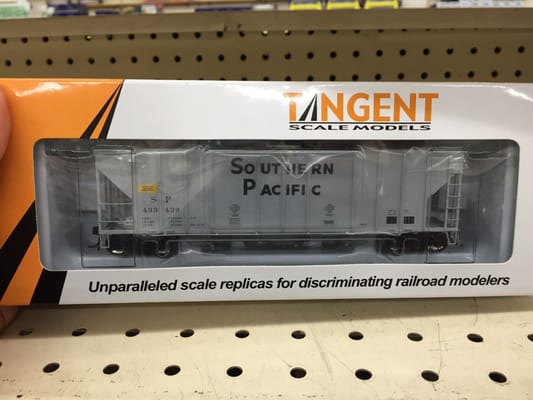 TANGENT
SCALE MODELS
SOUTHERN
PACIFIC
SP
Unparalleled scale replicas for discriminating railroad modelers